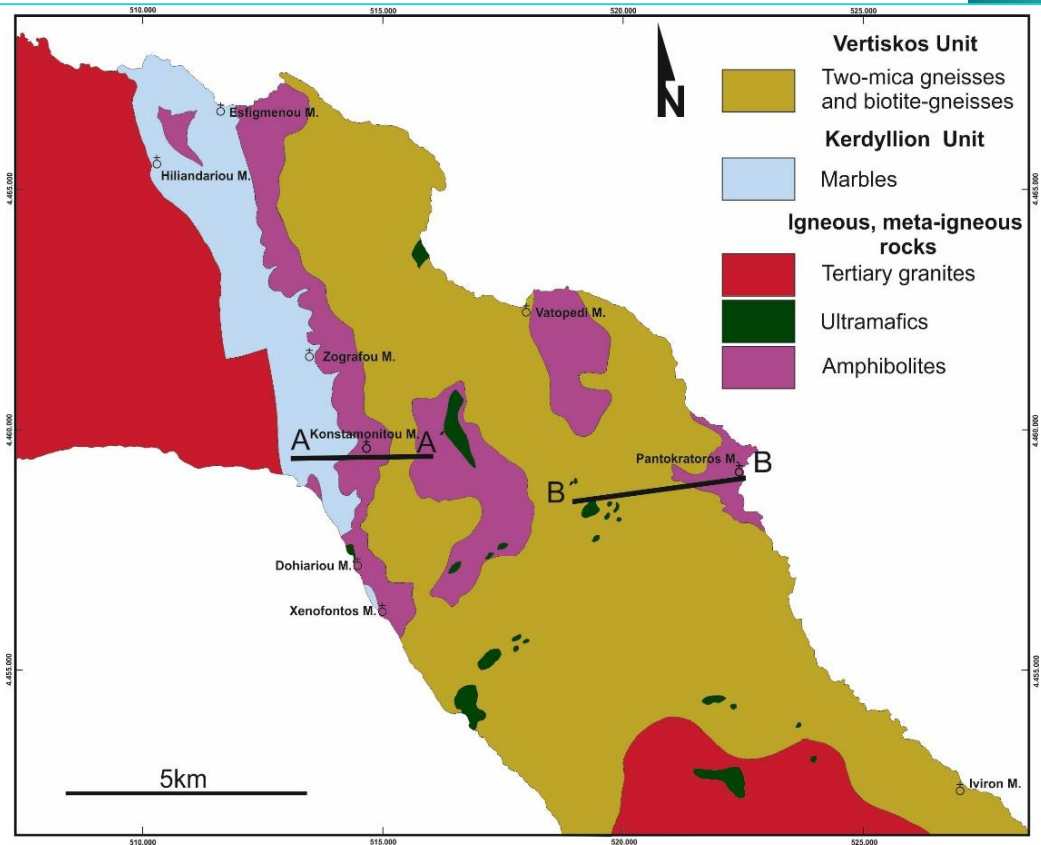 510.000
515.000
520.000
525.000
Vertiskos Unit
Two-mica gneisses
and biotite-gneisses
Kerdyllion Unit
Marbles
Igneous, meta-igneous
rocks
Tertiary granites
Ultramafics
Amphibolites
N
Esfigmenou M.
Hiliandariou M.
4.465.000
4.465.000
Vatopedi M.
Zografou M.
Konstamonitou M.
A
A
4.460.000
4.460.000
Pantokratoros M.
B
B
Dohiariou M.
Xenofontos M.
4.455.000
4.455.000
5km
Iviron M.
510.000
515.000
520.000
525.000